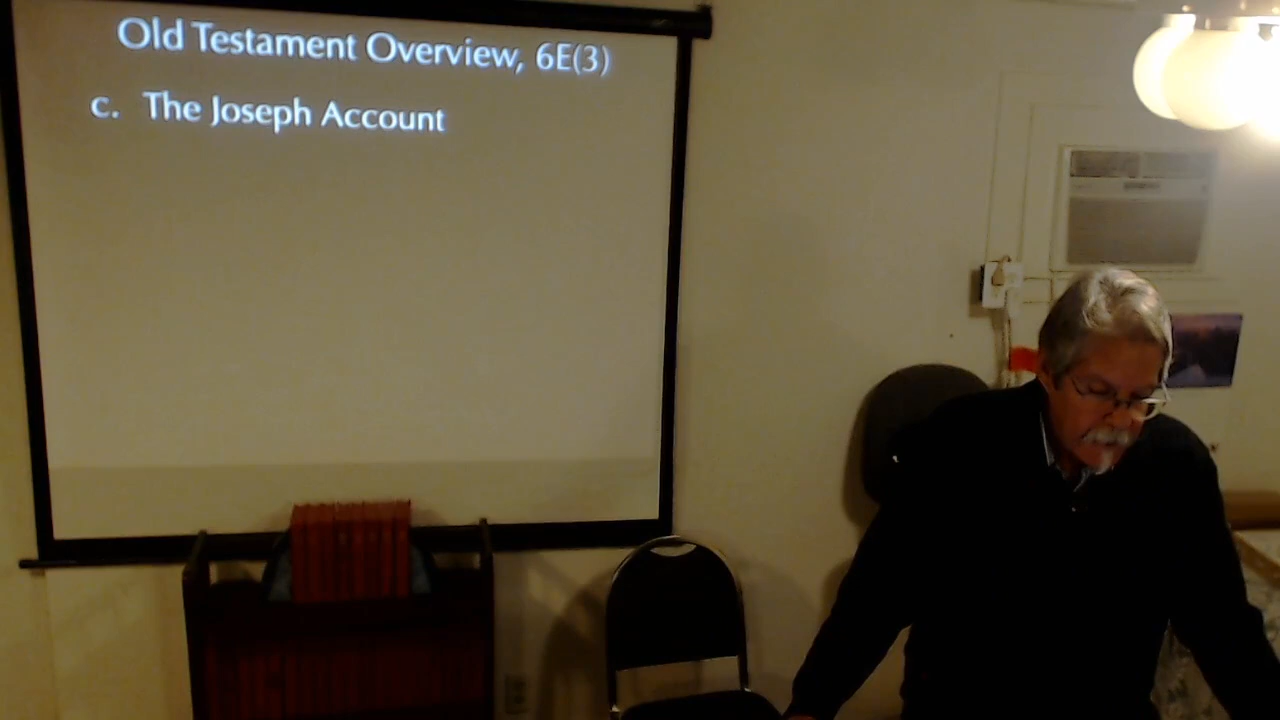 Old Testament Overview, 6E(3)
c. The Joseph Account